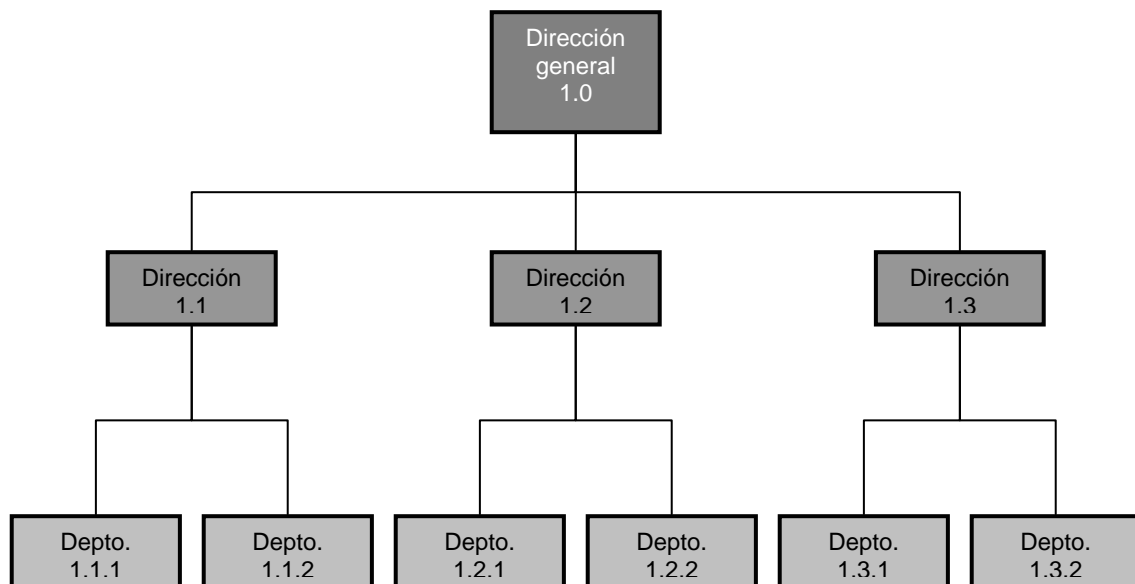 Dirección
general
1.0
Dirección
1.1
Dirección
1.2
Dirección
1.3
Depto.
1.1.1
Depto.
1.1.2
Depto.
1.2.1
Depto.
1.2.2
Depto.
1.3.1
Depto.
1.3.2